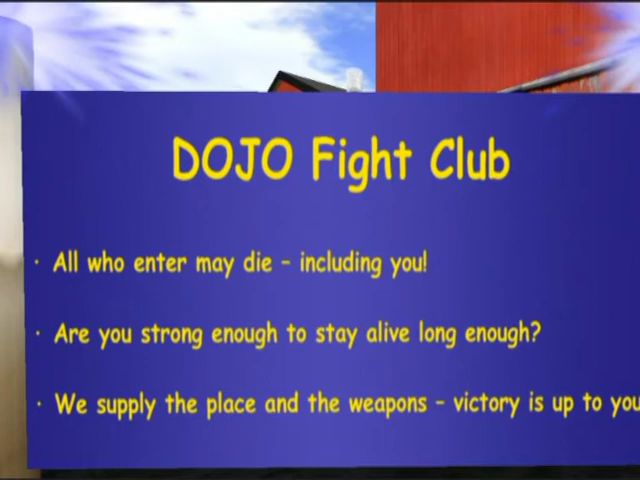 DOJO Fight Club
· All who enter may die – including you!
· Are you strong enough to stay alive long enough?
· We supply the place and the weapons – victory is up to you